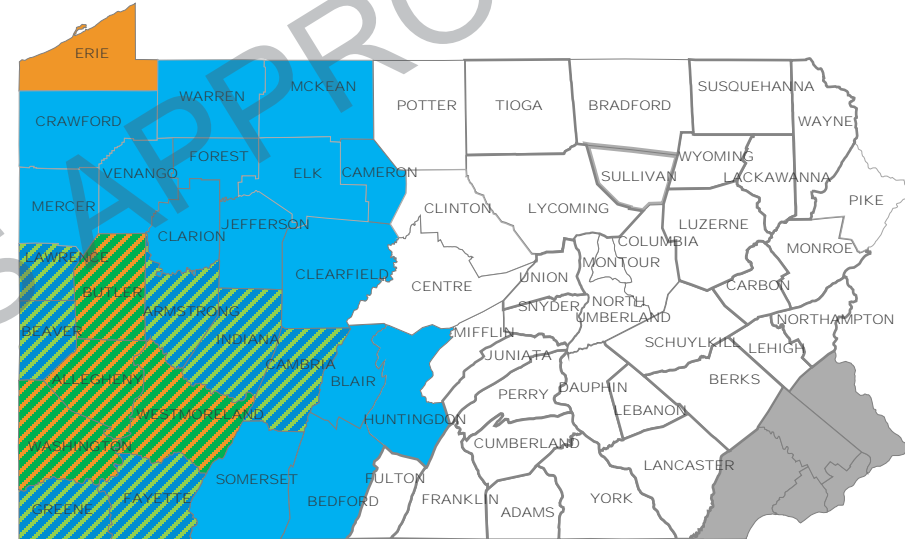 ERIE
WARREN
MCKEAN
POTTER
TIOGA
BRADFORD
SUSQUEHANNA
WAYNE
CRAWFORD
FOREST
VENANGO
ELK
CAMERON
SULLIVAN
WYOMING
LACKAWANNA
PIKE
MERCER
CLARION
JEFFERSON
CLINTON
LYCOMING
LUZERNE
COLUMBIA
MONTOUR
MONROE
LAWRENCE
BUTLER
CLEARFIELD
CENTRE
UNION
CARBON
ARMSTRONG
SNYDER
NORTH
UMBERLAND
NORTHAMPTON
BEAVER
INDIANA
MIFFLIN
SCHUYLKILL
LEHIGH
CAMBRIA
JUNIATA
ALLEGHENY
BLAIR
PERRY
DAUPHIN
BERKS
WESTMORELAND
HUNTINGDON
LEBANON
WASHINGTON
CUMBERLAND
SOMERSET
FULTON
LANCASTER
GREENE
FAYETTE
BEDFORD
FRANKLIN
ADAMS
YORK
APPRO